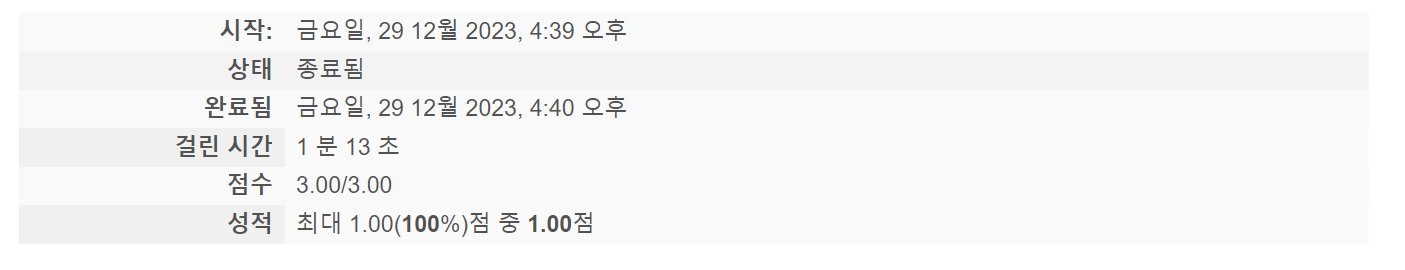 시작: 금요일, 29 12월 2023, 4:39 오후
상태 종료됨
완료됨 금요일, 29 12월 2023, 4:40 오후
걸린 시간 1 분 13 초
점수 3.00/3.00
성적 최대 1.00(100%)점 중 1.00점